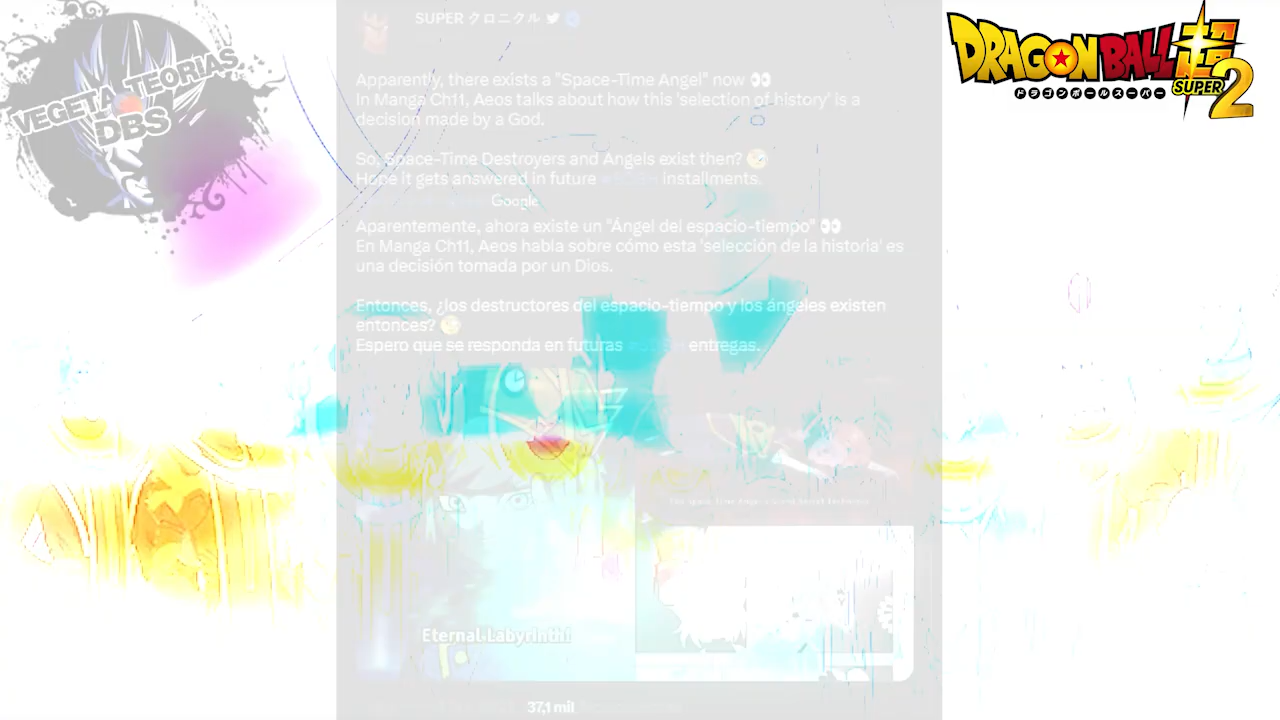 SUPER クロニクル
VEGETA TEORIAS
DBS
DRAGON BALL 超
SUPER 2
ドラゴンボールスーパー
Apparently, there exists a "Space-Time Angel" now 👀
In Manga Ch11, Aeos talks about how this 'selection of history' is a
decision made by a God.
So, Space-Time Destroyers and Angels exist then?
Hope it gets answered in future installments.
Google
Aparentemente, ahora existe un "Ángel del espacio-tiempo" 👀
En Manga Ch11, Aeos habla sobre cómo esta 'selección de la historia' es
una decisión tomada por un Dios.
Entonces, ¿los destructores del espacio-tiempo y los ángeles existen
entonces?
Espero que se responda en futuras entregas.
Eternal Labyrinth!
37,1 mil